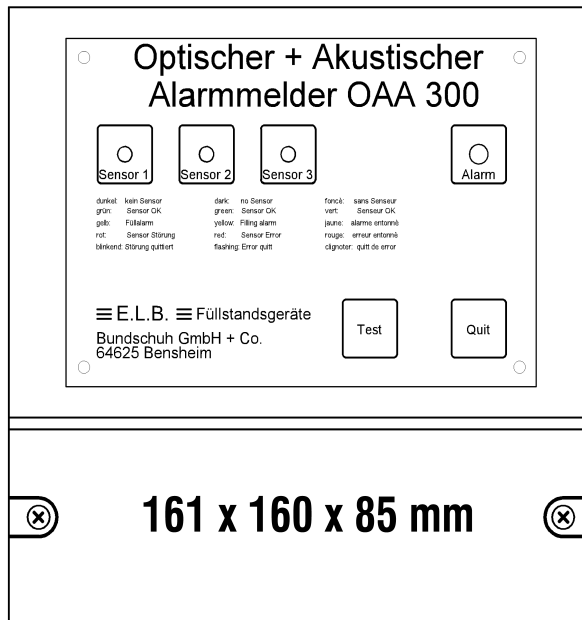 Optischer + Akustischer
Alarmmelder OAA 300
Sensor 1 Sensor 2 Sensor 3 Alarm
dunkel: kein Sensor dark: no Sensor foncè: sans Senseur
grün: Sensor OK green: Sensor OK vert: Senseur OK
gelb: Füllalarm yellow: Filling alarm jaune: alarme entonnè
rot: Sensor Störung red: Sensor Error rouge: erreur entonnè
blinkend: Störung quittiert flashing: Error quitt clignoter: quitt de error
E.L.B. Füllstandsgeräte
Bundschuh GmbH + Co.
64625 Bensheim
Test Quit
161 x 160 x 85 mm